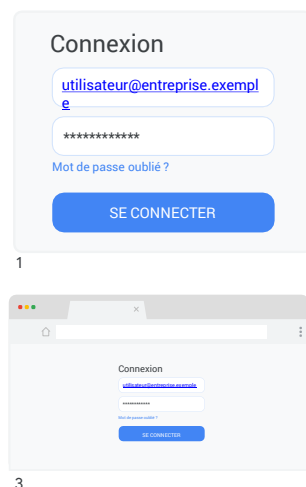 Connexion
utilisateur@entreprise.exempl
e
************
Mot de passe oublié ?
SE CONNECTER
1
Connexion
utilisateur@entreprise.exemple
************
Mot de passe oublié ?
SE CONNECTER
3